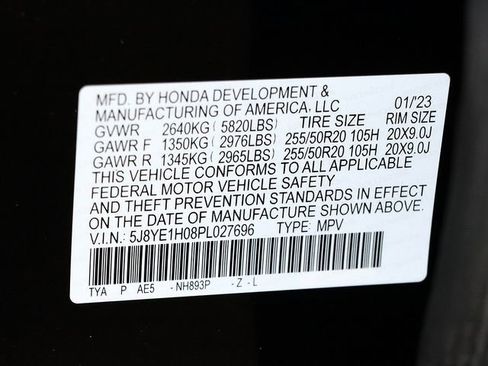 MFD. BY HONDA DEVELOPMENT &
MANUFACTURING OF AMERICA, LLC 01/'23
GVWR 2640KG (5820LBS) TIRE SIZE RIM SIZE
GAWR F 1350KG (2976LBS) 255/50R20 105H 20X9.0J
GAWR R 1345KG (2965LBS) 255/50R20 105H 20X9.0J
THIS VEHICLE CONFORMS TO ALL APPLICABLE
FEDERAL MOTOR VEHICLE SAFETY
AND THEFT PREVENTION STANDARDS IN EFFECT
ON THE DATE OF MANUFACTURE SHOWN ABOVE.
V.I.N.: 5J8YE1H08PL027696 TYPE: MPV
TYA P AE5 -NH893P -Z -L